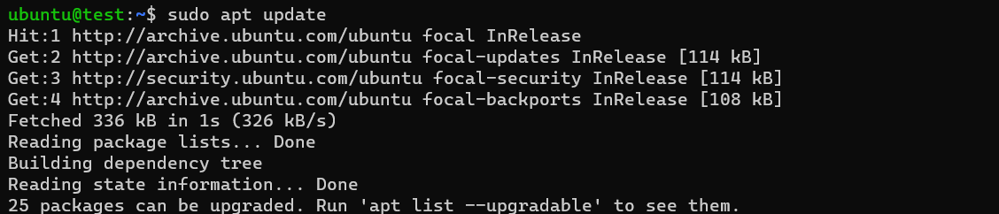 ubuntu@test:~$ sudo apt update
Hit:1 http://archive.ubuntu.com/ubuntu focal InRelease
Get:2 http://archive.ubuntu.com/ubuntu focal-updates InRelease [114 kB]
Get:3 http://security.ubuntu.com/ubuntu focal-security InRelease [114 kB]
Get:4 http://archive.ubuntu.com/ubuntu focal-backports InRelease [108 kB]
Fetched 336 kB in 1s (326 kB/s)
Reading package lists... Done
Building dependency tree
Reading state information... Done
25 packages can be upgraded. Run 'apt list --upgradable' to see them.